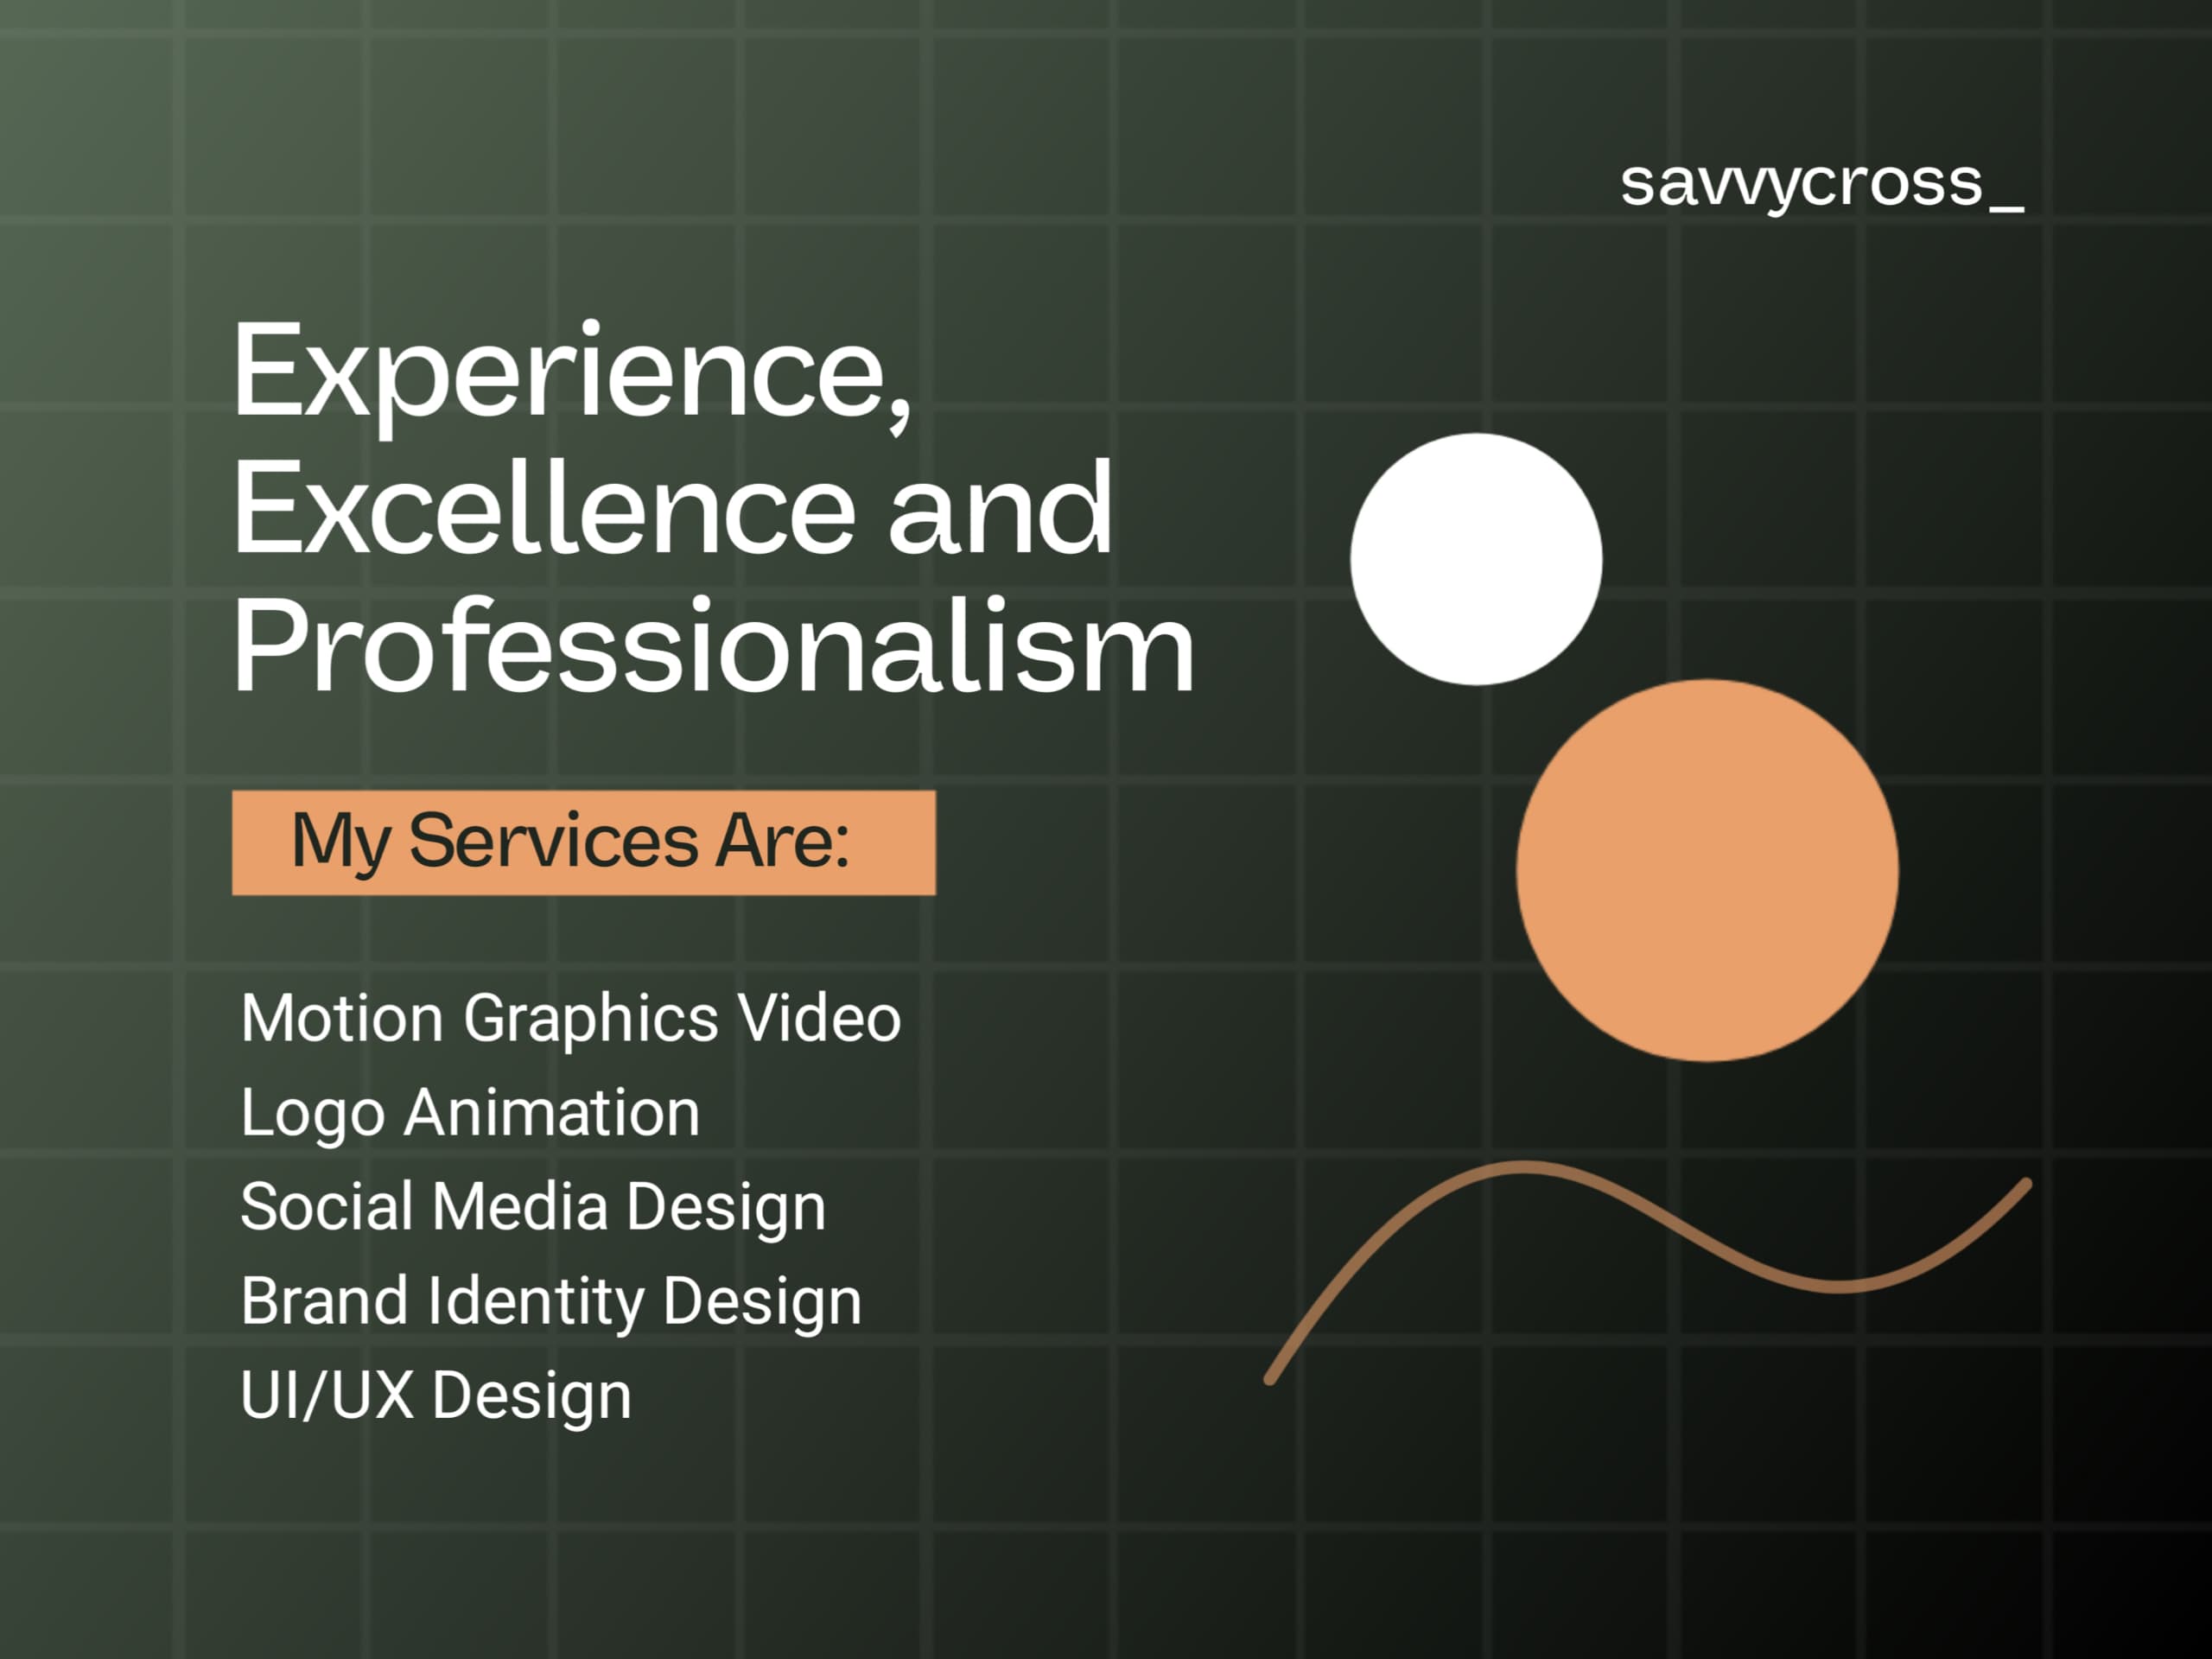 savvycross_
Experience,
Excellence and
Professionalism
My Services Are:
Motion Graphics Video
Logo Animation
Social Media Design
Brand Identity Design
UI/UX Design